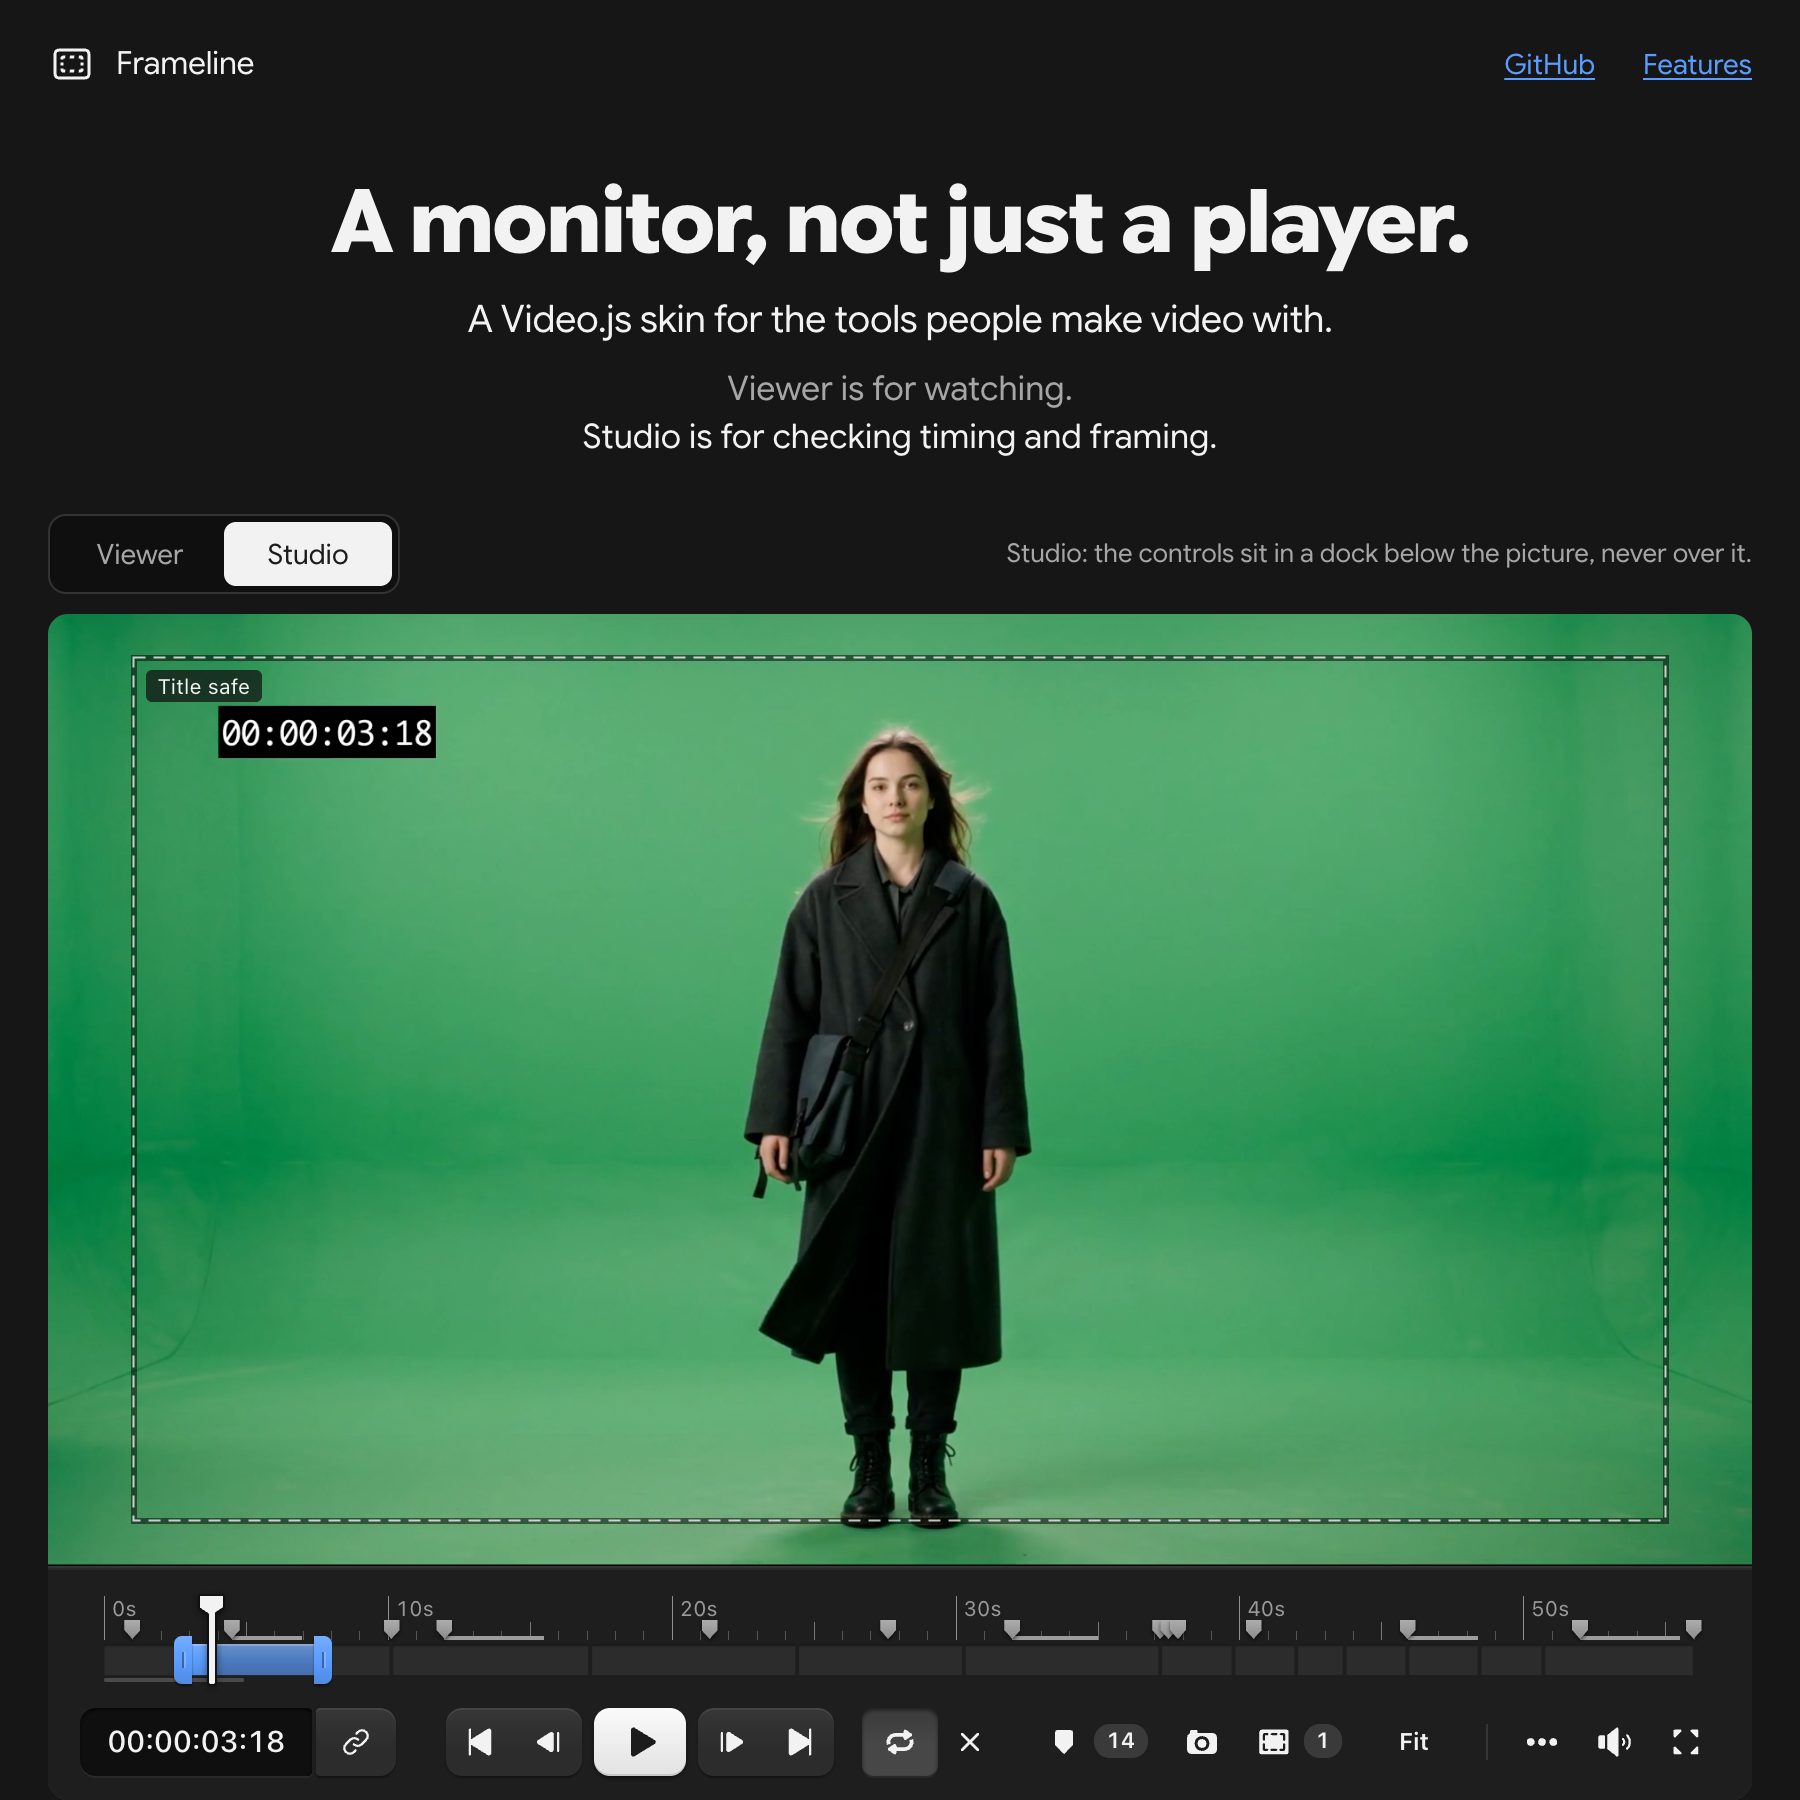 Frameline
GitHub Features
A monitor, not just a player.
A Video.js skin for the tools people make video with.
Viewer is for watching.
Studio is for checking timing and framing.
Viewer Studio
Studio: the controls sit in a dock below the picture, never over it.
Title safe
00:00:03:18
0s 10s 20s 30s 40s 50s
00:00:03:18 14 1 Fit